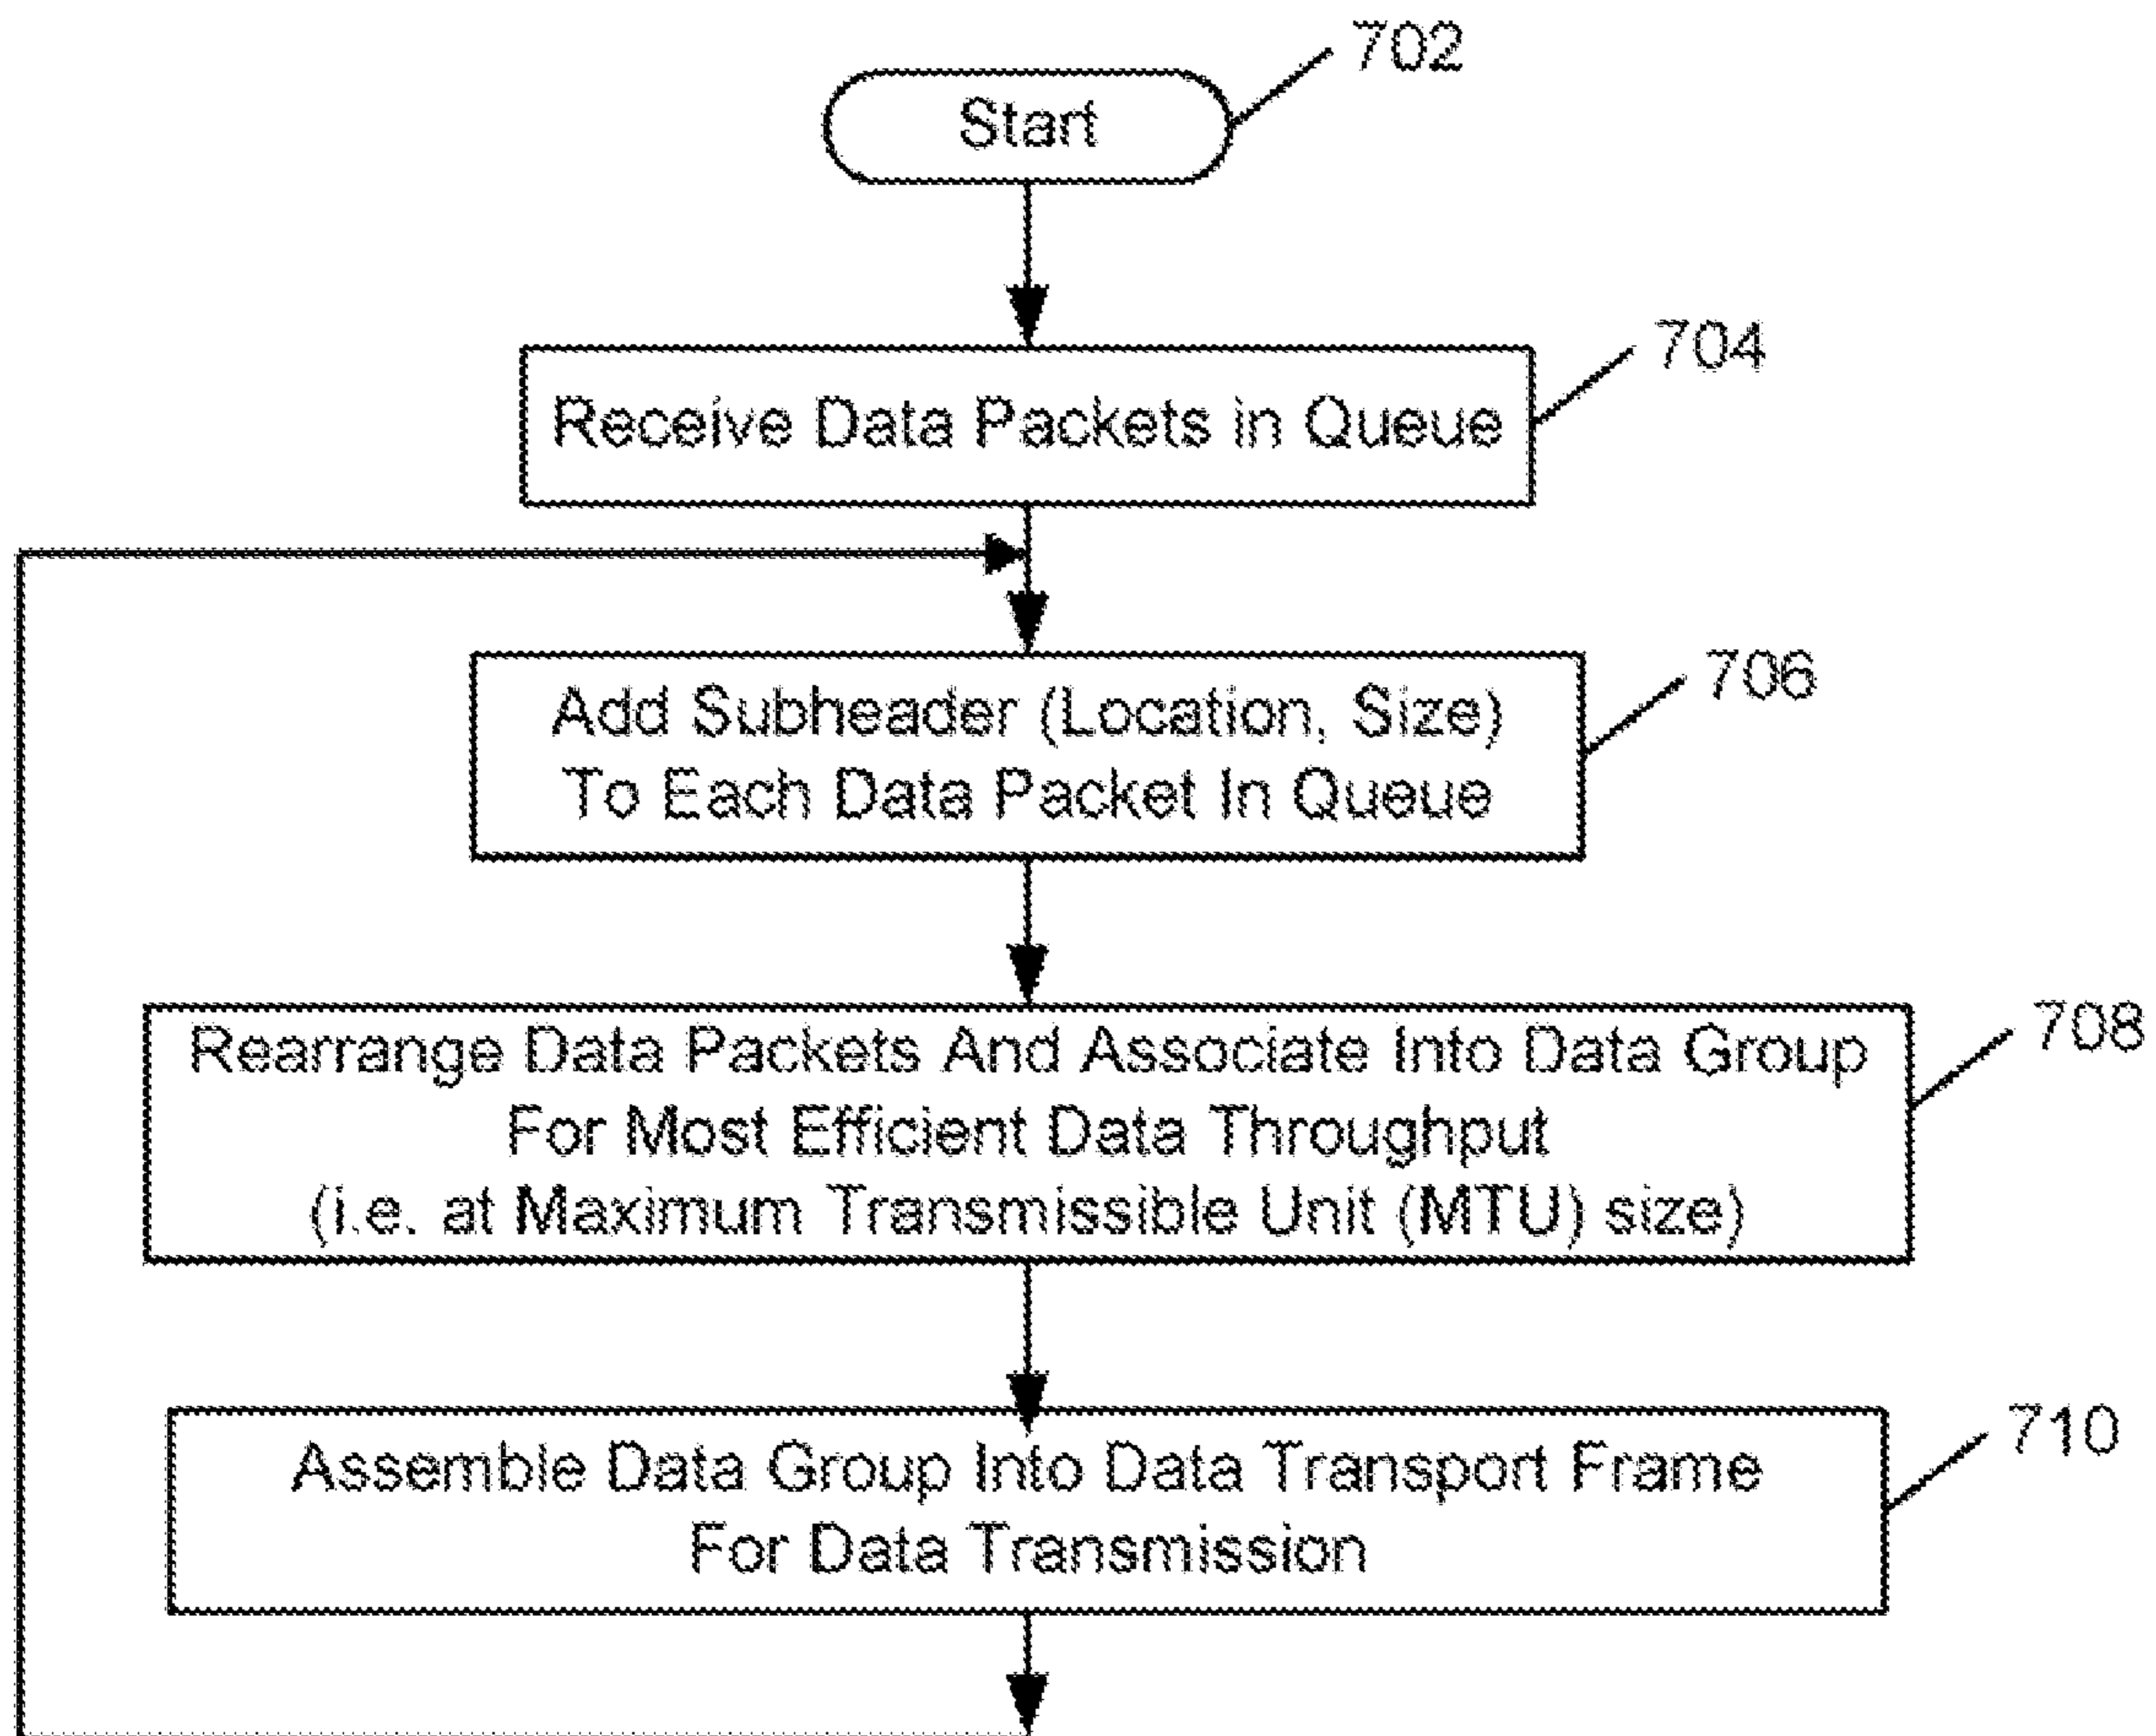 702
Start
704
Receive Data Packets in Queue
706
Add Subheader (Location, Size)
To Each Data Packet In Queue
708
Rearrange Data Packets And Associate Into Data Group
For Most Efficient Data Throughput
(i.e. at Maximum Transmissible Unit (MTU) size)
710
Assemble Data Group Into Data Transport Frame
For Data Transmission